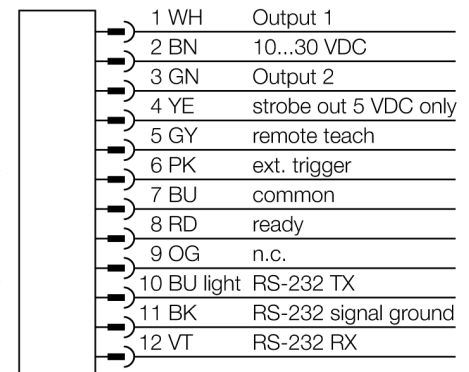 1 WH Output 1
2 BN 10...30 VDC
3 GN Output 2
4 YE strobe out 5 VDC only
5 GY remote teach
6 PK ext. trigger
7 BU common
8 RD ready
9 OG n.c.
10 BU light RS-232 TX
11 BK RS-232 signal ground
12 VT RS-232 RX